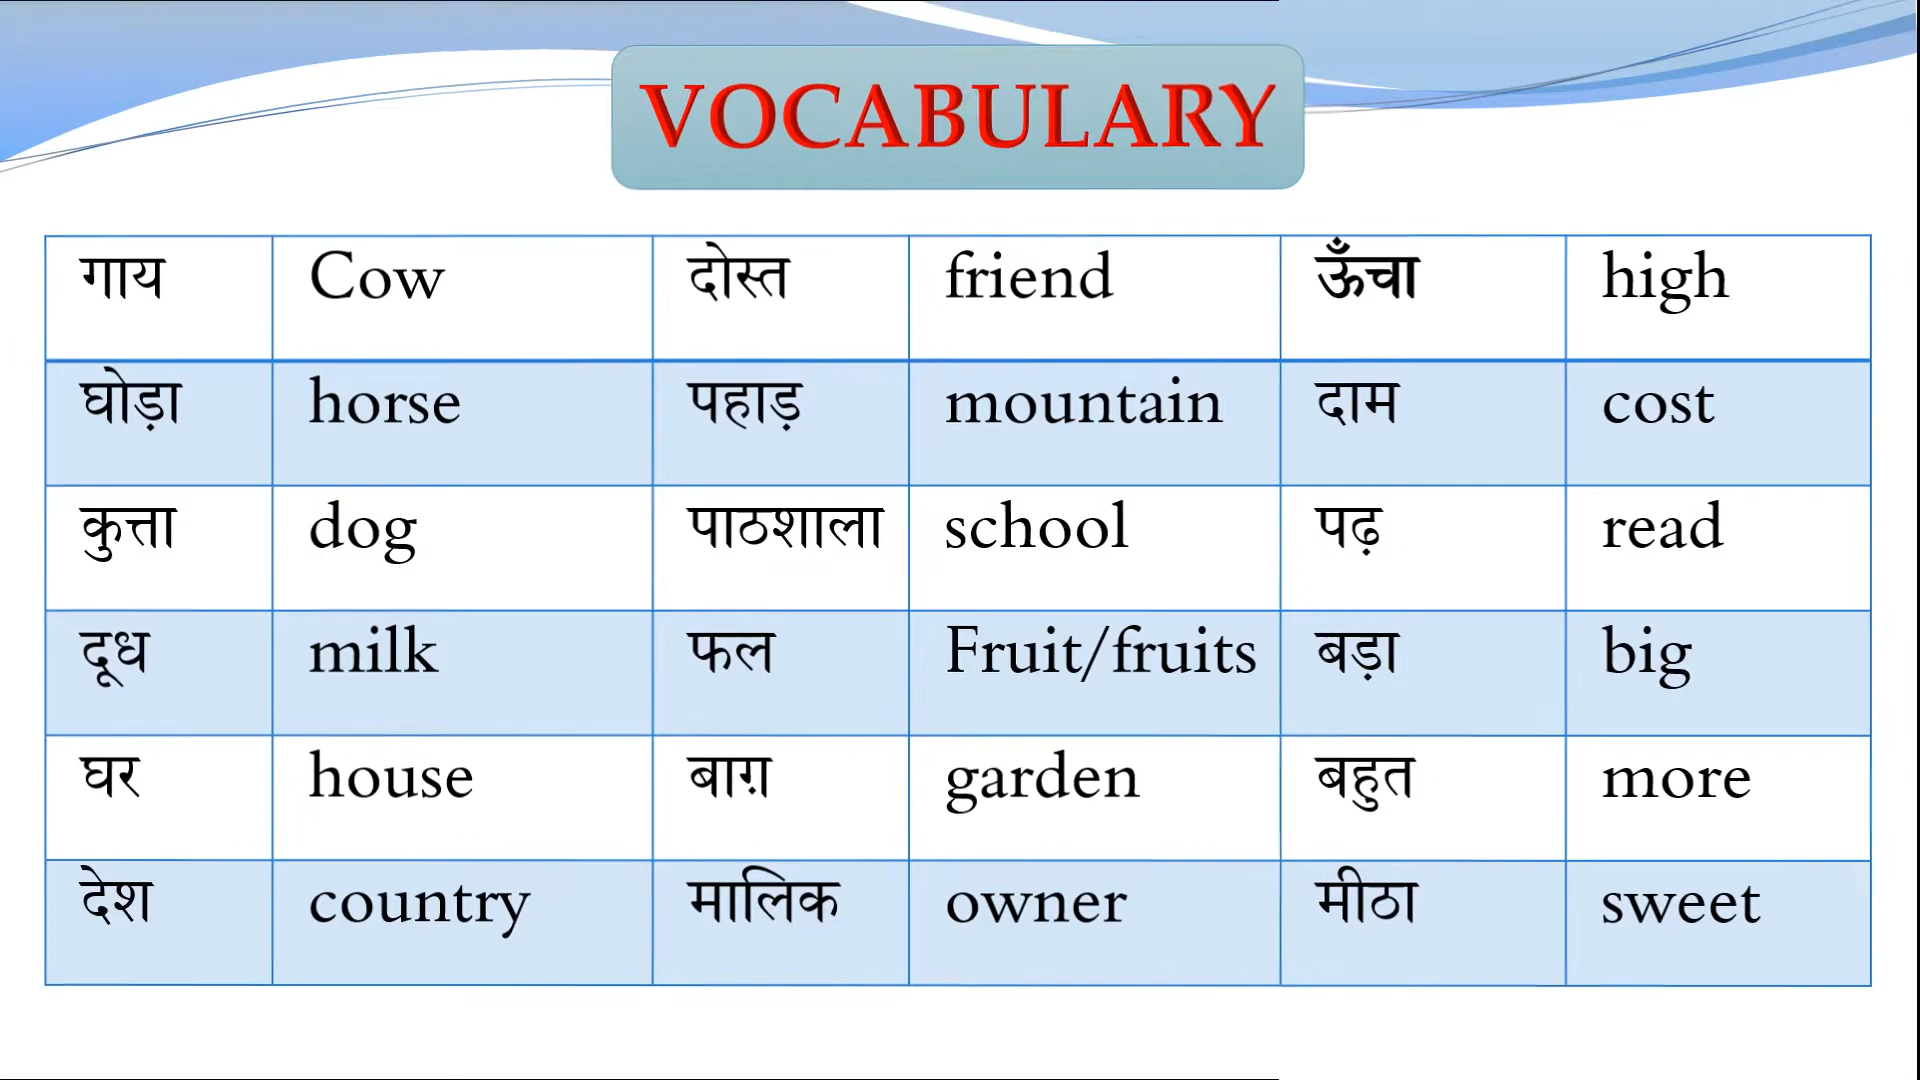 VOCABULARY
गाय Cow दोस्त friend ऊँचा high
घोड़ा horse पहाड़ mountain दाम cost
कुत्ता dog पाठशाला school पढ़ read
दूध milk फल Fruit/fruits बड़ा big
घर house बाग़ garden बहुत more
देश country मालिक owner मीठा sweet